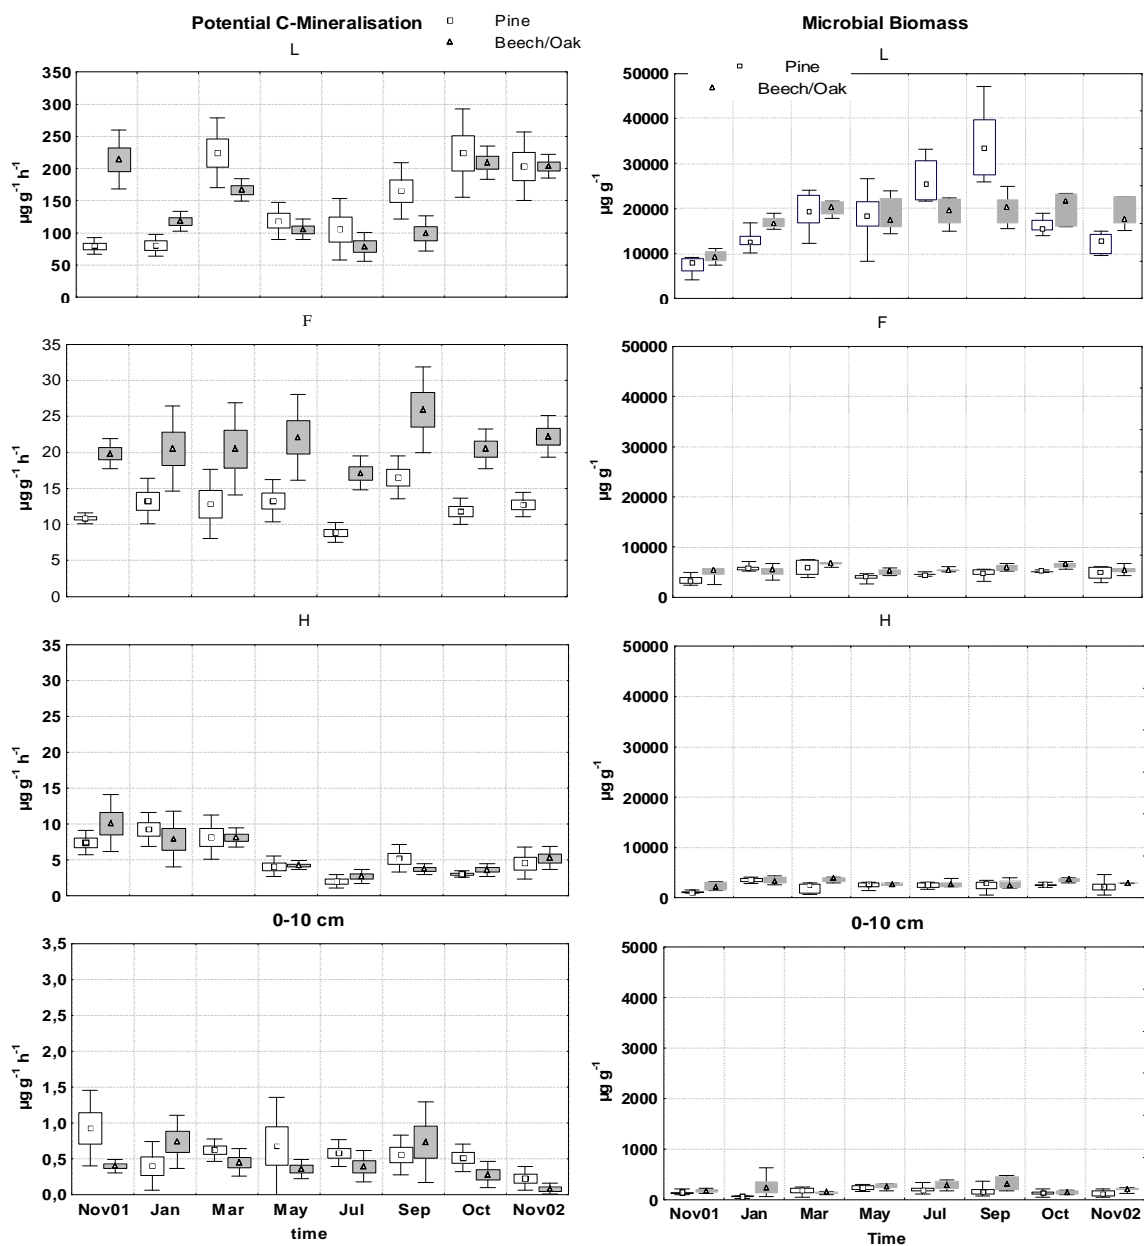 Potential C-Mineralisation
Pine
Beech/Oak
L
350
300
250
200
150
100
50
0
µg g-1 h-1
F
35
30
25
20
15
10
5
0
µg g-1 h-1
H
35
30
25
20
15
10
5
0
µg g-1 h-1
0-10 cm
3,5
3,0
2,5
2,0
1,5
1,0
0,5
0,0
µg g-1 h-1
Nov01 Jan Mar May Jul Sep Oct Nov02
time
Microbial Biomass
L
Pine
Beech/Oak
50000
40000
30000
20000
10000
0
µg g-1
F
50000
40000
30000
20000
10000
0
µg g-1
H
50000
40000
30000
20000
10000
0
µg g-1
0-10 cm
5000
4000
3000
2000
1000
0
µg g-1
Nov01 Jan Mar May Jul Sep Oct Nov02
Time